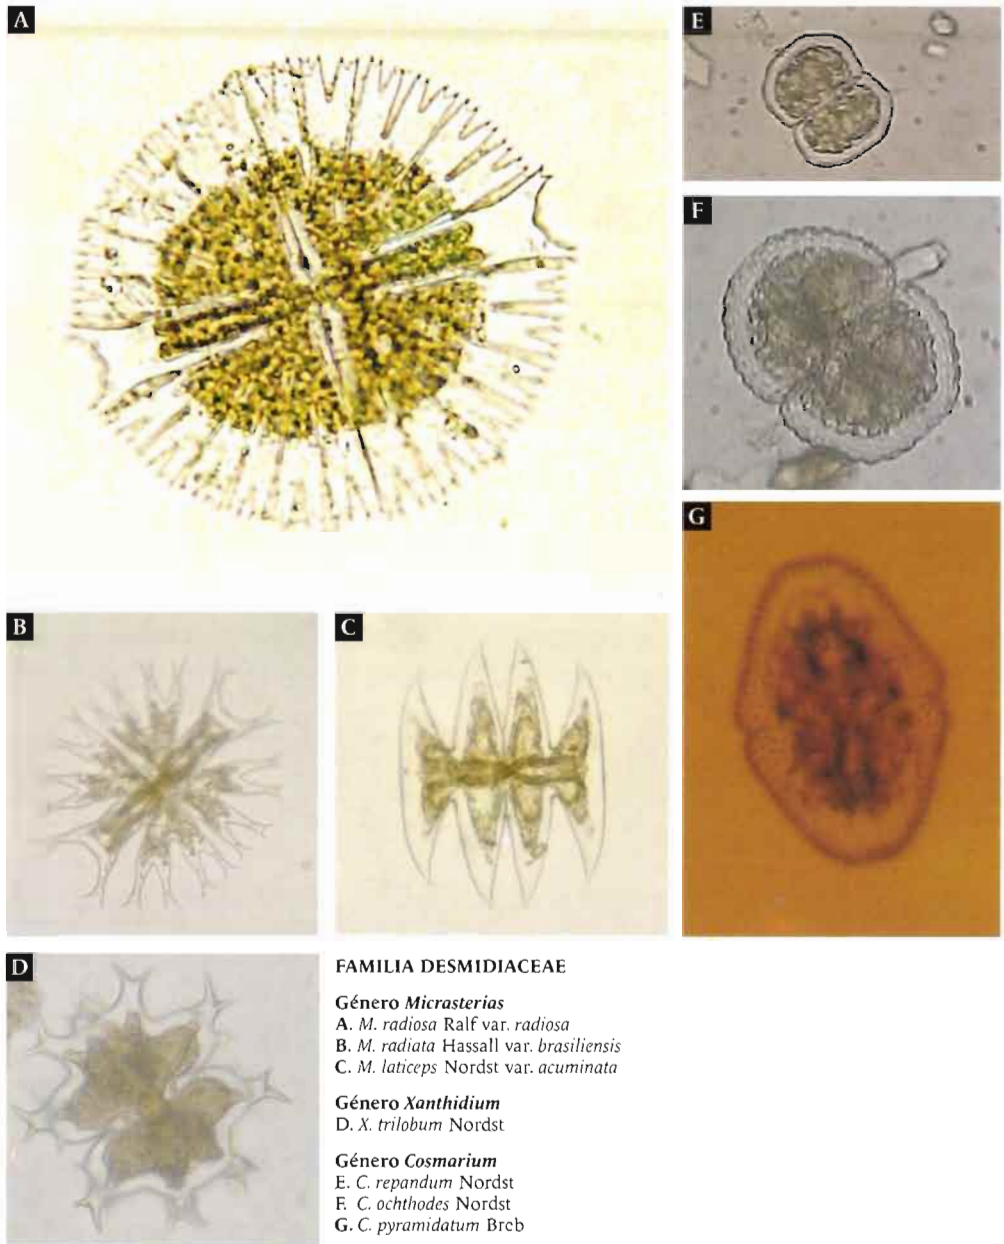 A
E
F
G
B
C
D
FAMILIA DESMIDIACEAE
Género Micrasterias
A. M. radiosa Ralf var. radiosa
B. M. radiata Hassall var. brasiliensis
C. M. laticeps Nordst var. acuminata
Género Xanthidium
D. X. trilobum Nordst
Género Cosmarium
E. C. repandum Nordst
F. C. ochthodes Nordst
G. C. pyramidatum Breb